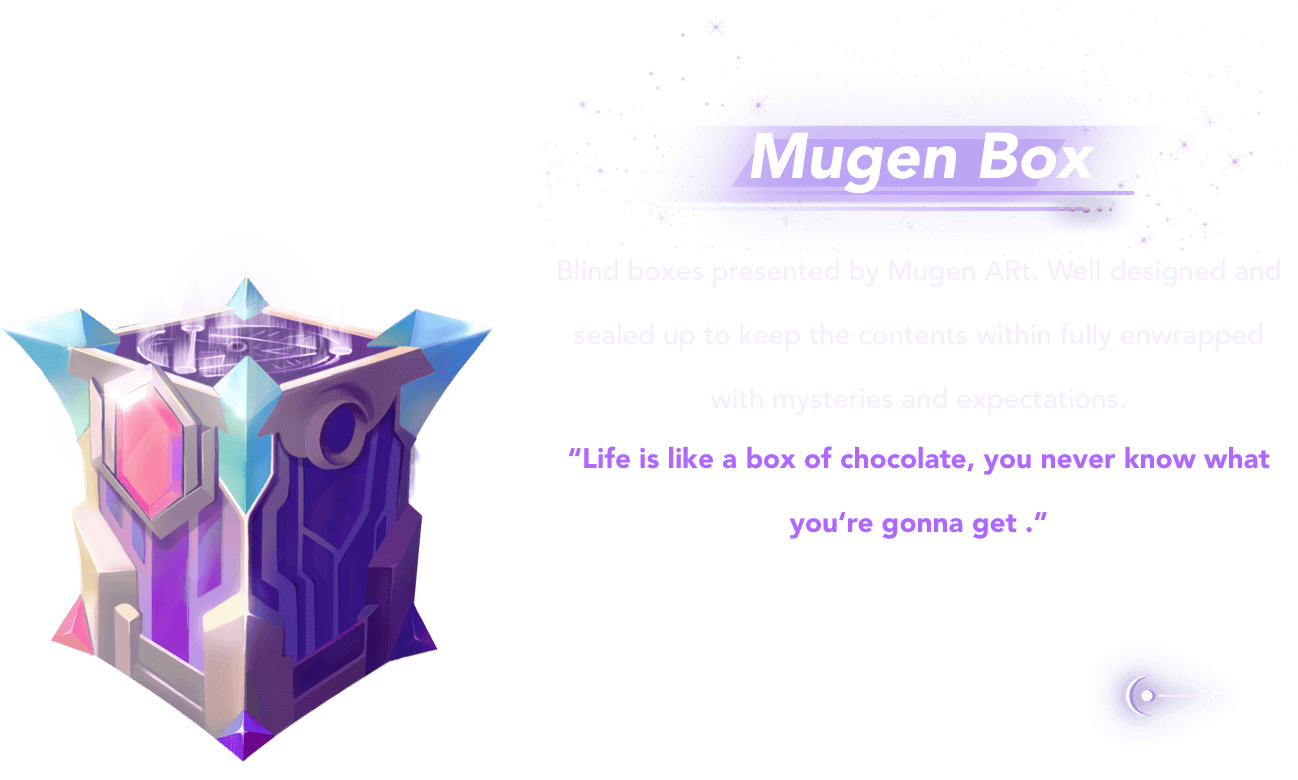 Mugen Box
Blind boxes presented by Mugen ARt. Well designed and
sealed up to keep the contents within fully enwrapped
with mysteries and expectations.
“Life is like a box of chocolate, you never know what
you‘re gonna get .”